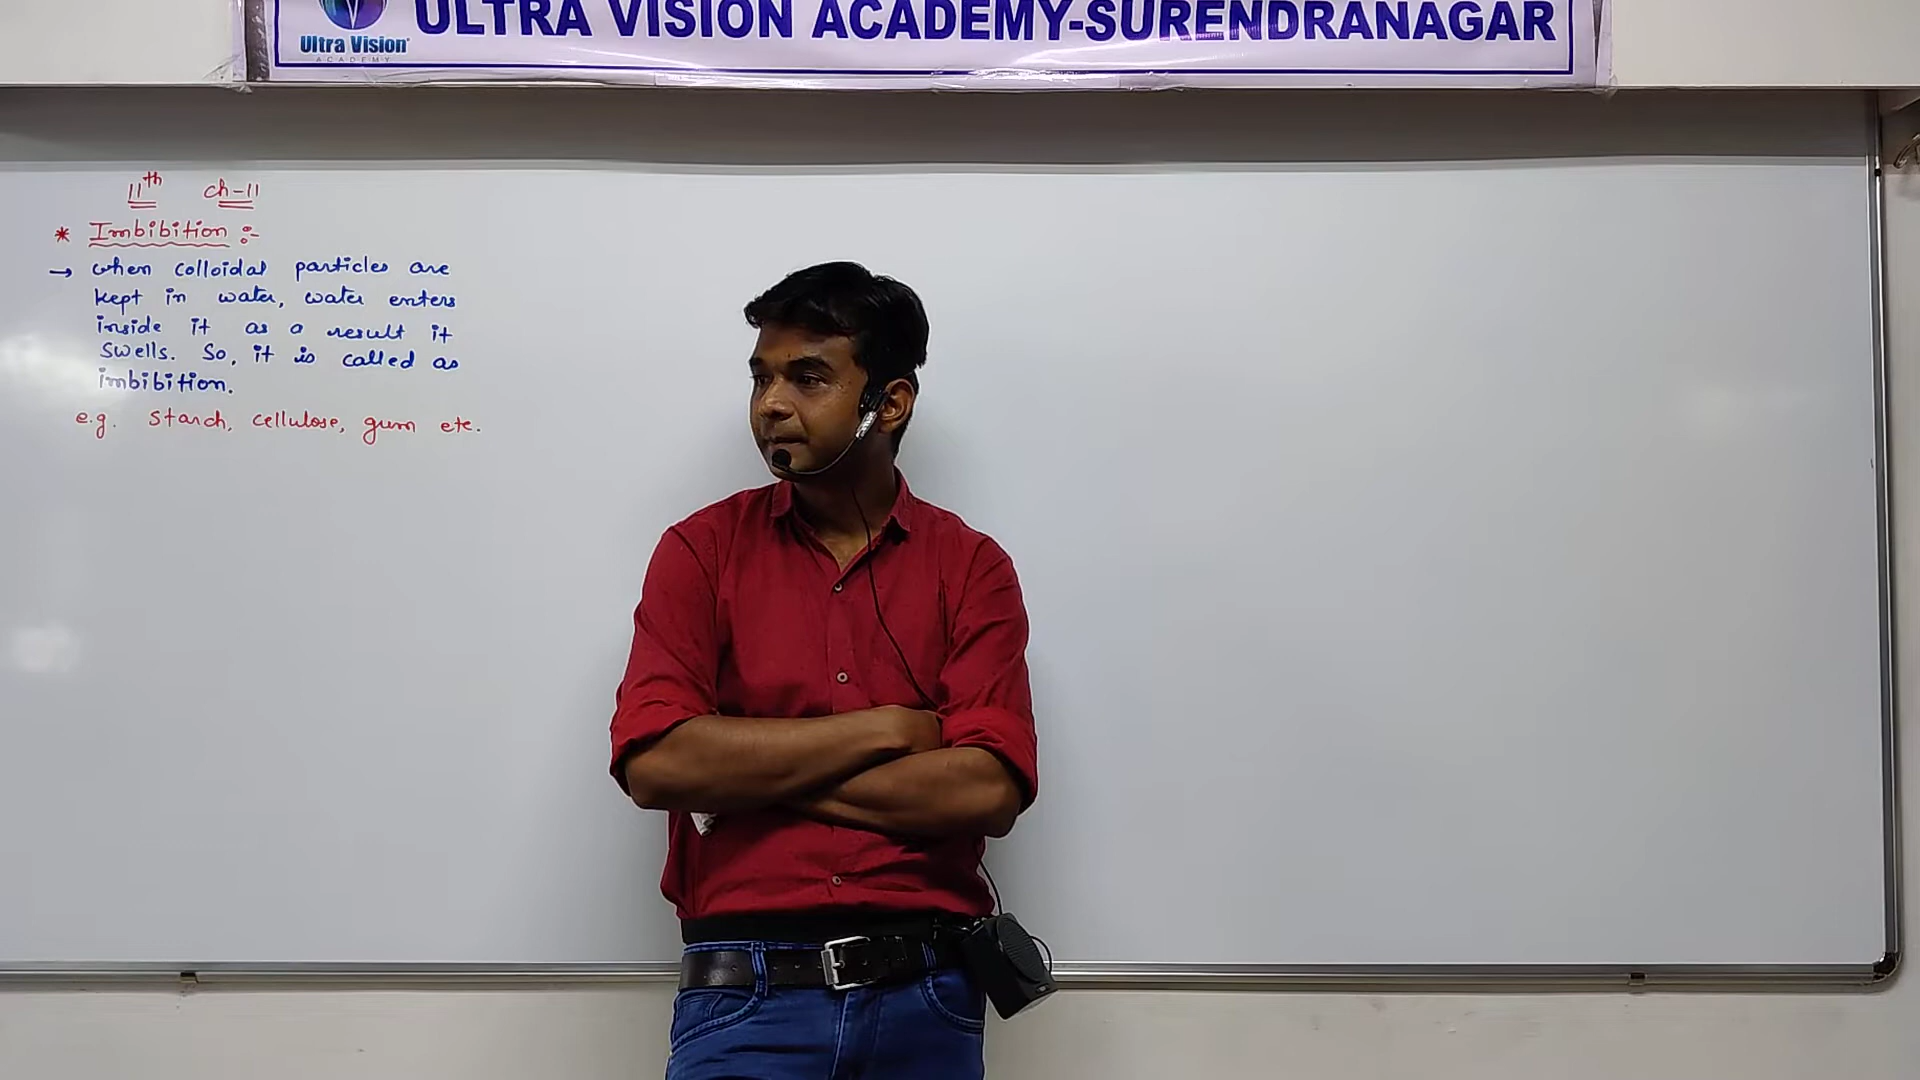 ULTRA VISION ACADEMY-SURENDRANAGAR
Ultra Vision
ACADEMY
11th ch-11
* Imbibition :-
→ when colloidal particles are
kept in water, water enters
inside it as a result it
swells. So, it is called as
imbibition.
e.g. starch, cellulose, gum etc.